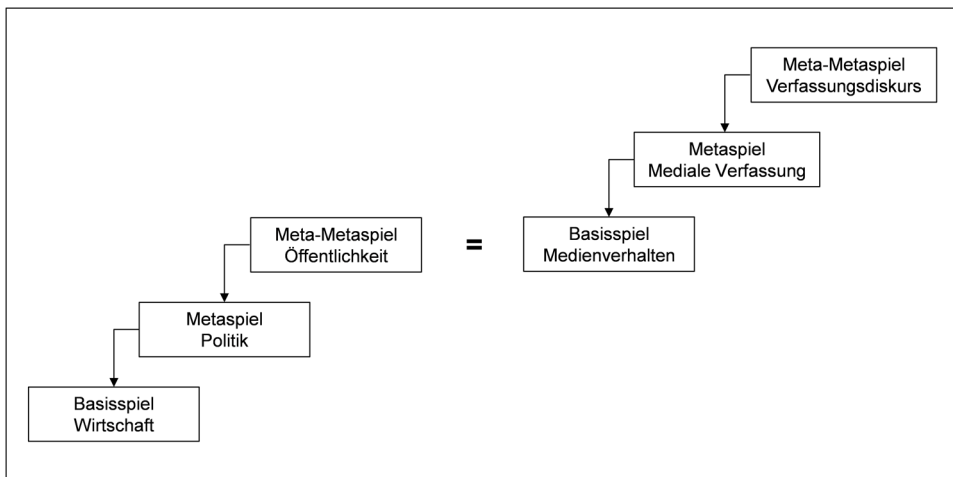 Meta-Metaspiel
Verfassungsdiskurs
Metaspiel
Mediale Verfassung
Meta-Metaspiel
Öffentlichkeit
=
Basisspiel
Medienverhalten
Metaspiel
Politik
Basisspiel
Wirtschaft